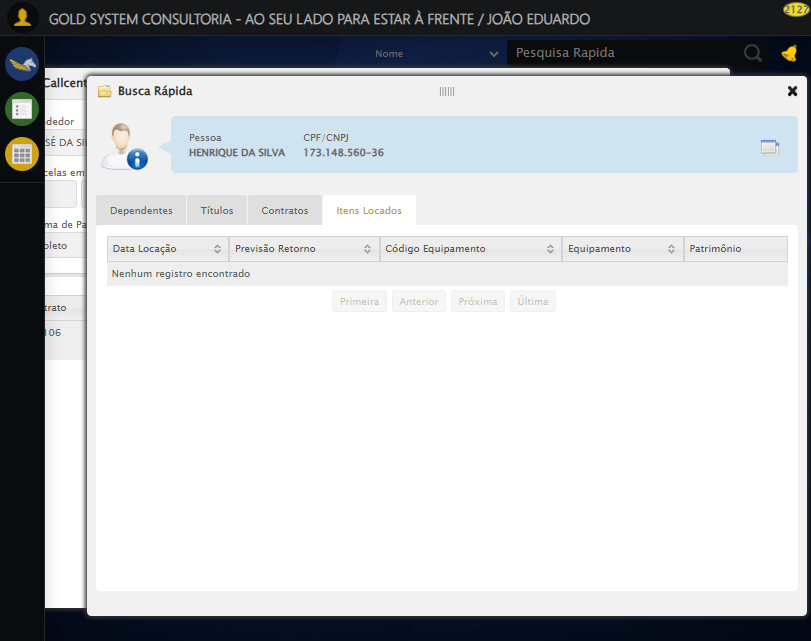 GOLD SYSTEM CONSULTORIA - AO SEU LADO PARA ESTAR À FRENTE / JOÃO EDUARDO
2127
Nome
Pesquisa Rapida
Callcent
Busca Rápida
dedor
SÉ DA SI
celas em
ma de Pa
oleto
trato
106
Pessoa
CPF/CNPJ
HENRIQUE DA SILVA
173.148.560-36
Dependentes
Títulos
Contratos
Itens Locados
Data Locação
Previsão Retorno
Código Equipamento
Equipamento
Patrimônio
Nenhum registro encontrado
Primeira
Anterior
Próxima
Última